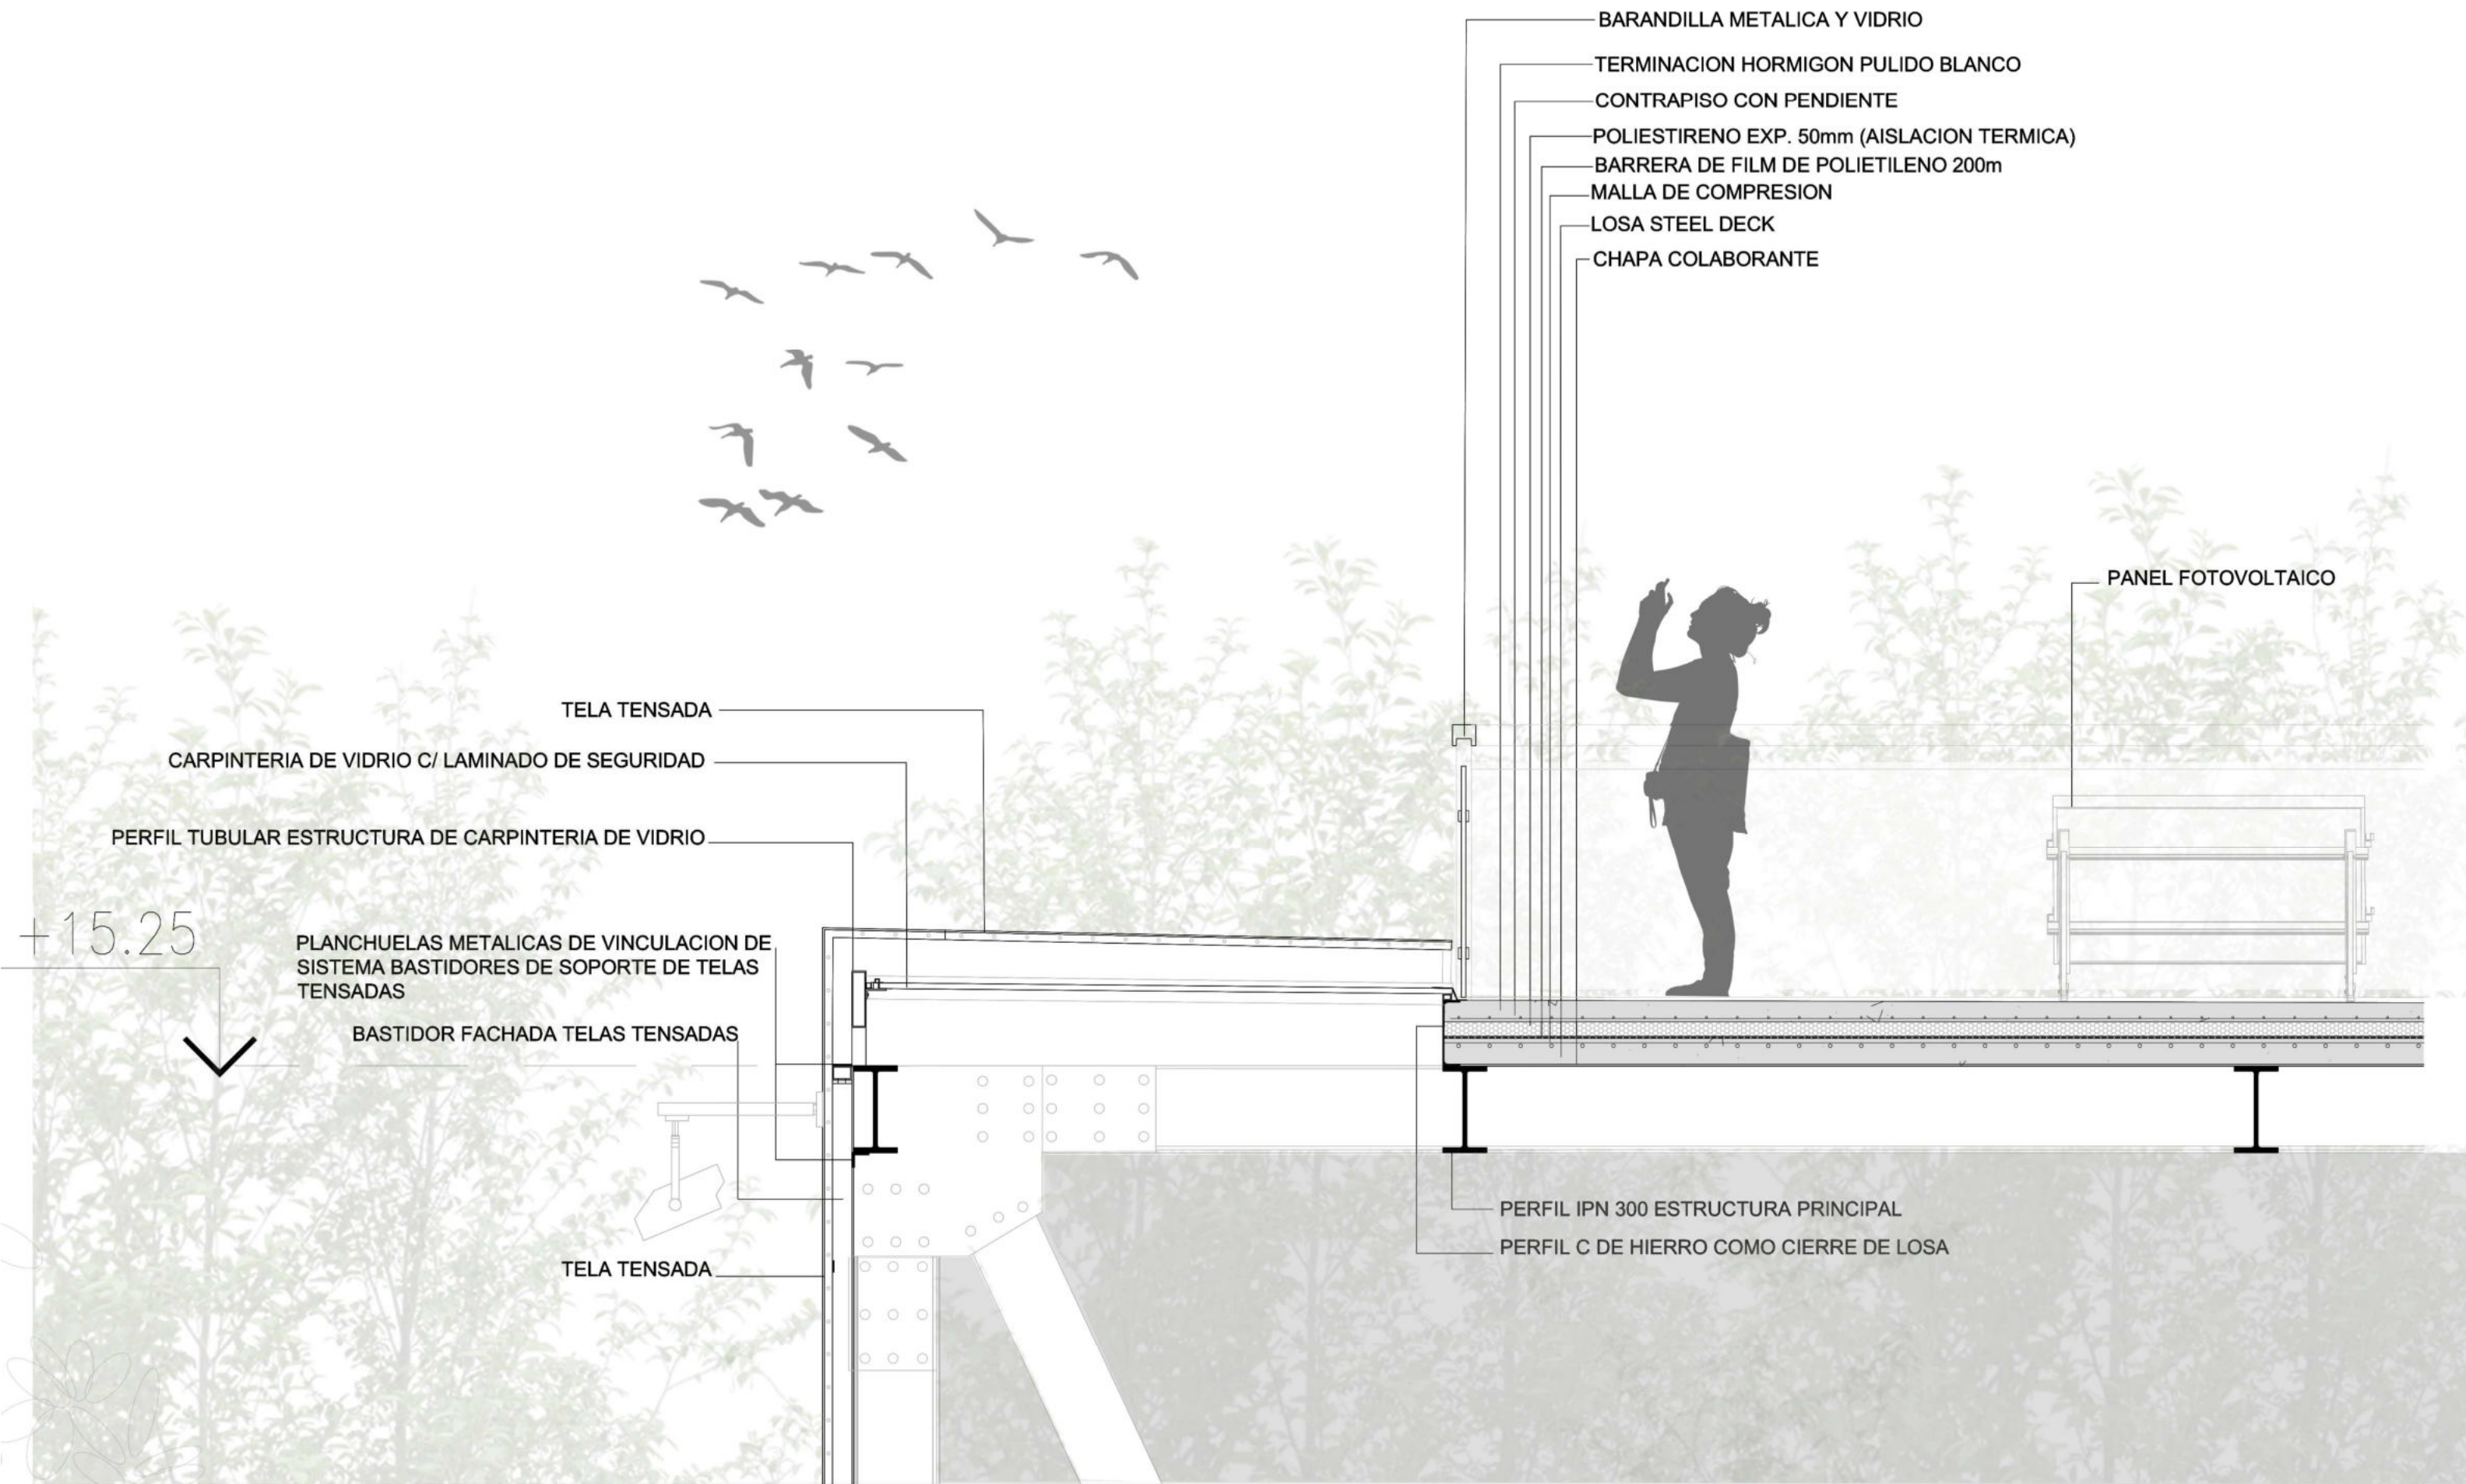 BARANDILLA METALICA Y VIDRIO
TERMINACION HORMIGON PULIDO BLANCO
CONTRAPISO CON PENDIENTE
POLIESTIRENO EXP. 50mm (AISLACION TERMICA)
BARRERA DE FILM DE POLIETILENO 200m
MALLA DE COMPRESION
LOSA STEEL DECK
CHAPA COLABORANTE
PANEL FOTOVOLTAICO
TELA TENSADA
CARPINTERIA DE VIDRIO C/ LAMINADO DE SEGURIDAD
PERFIL TUBULAR ESTRUCTURA DE CARPINTERIA DE VIDRIO
+15.25
PLANCHUELAS METALICAS DE VINCULACION DE
SISTEMA BASTIDORES DE SOPORTE DE TELAS
TENSADAS
BASTIDOR FACHADA TELAS TENSADAS
PERFIL IPN 300 ESTRUCTURA PRINCIPAL
PERFIL C DE HIERRO COMO CIERRE DE LOSA
TELA TENSADA